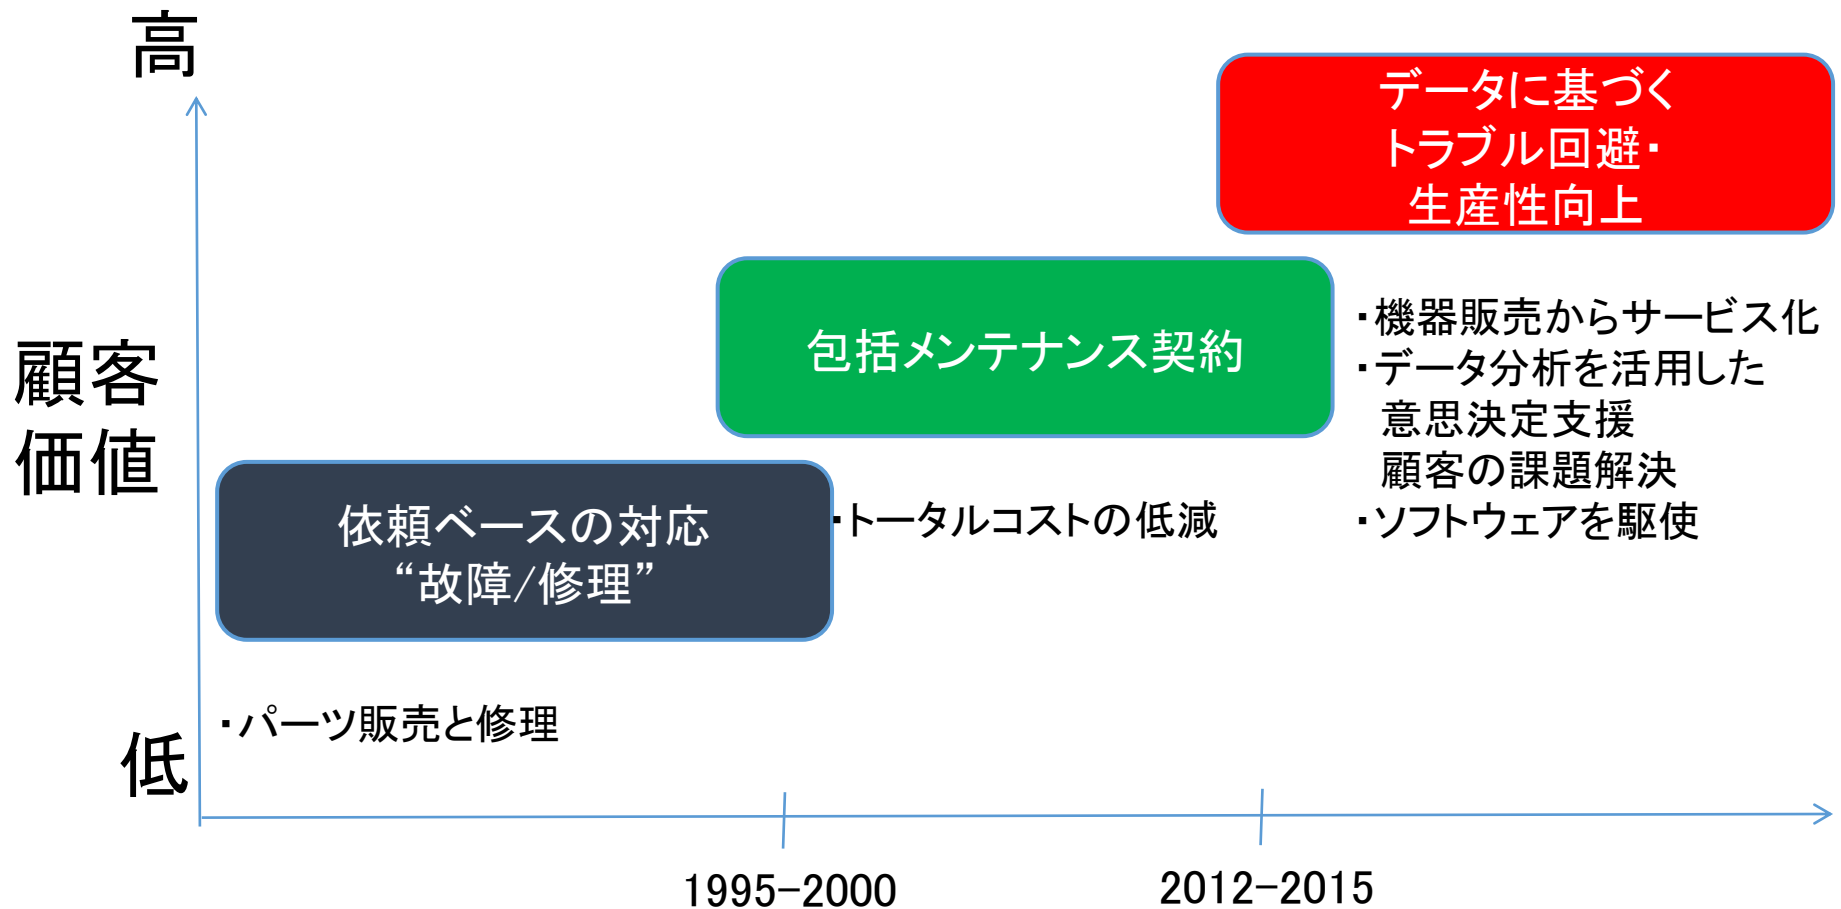 高
顧客
価値
低
データに基づく
トラブル回避・
生産性向上
包括メンテナンス契約
・機器販売からサービス化
・データ分析を活用した
意思決定支援
顧客の課題解決
・ソフトウェアを駆使
依頼ベースの対応
“故障/修理”
・トータルコストの低減
・パーツ販売と修理
1995-2000
2012-2015